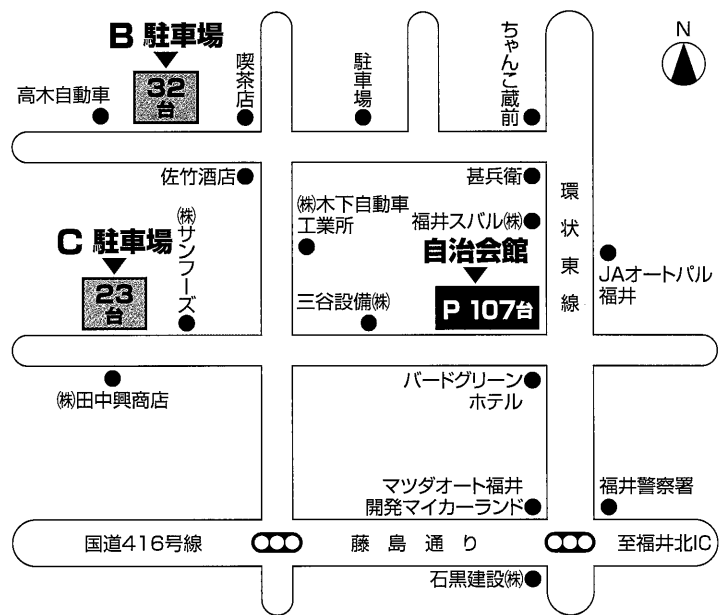 B 駐車場
32
台
高木自動車
喫茶店
駐車場
ちゃんこ蔵前
N
佐竹酒店
甚兵衛
㈱木下自動車
工業所
福井スバル㈱
環状東線
C 駐車場
23
台
㈱サンフーズ
自治会館
P 107台
三谷設備㈱
JAオートパル
福井
㈱田中興商店
バードグリーン
ホテル
マツダオート福井
開発マイカーランド
福井警察署
国道416号線
藤島通り
至福井北IC
石黒建設㈱